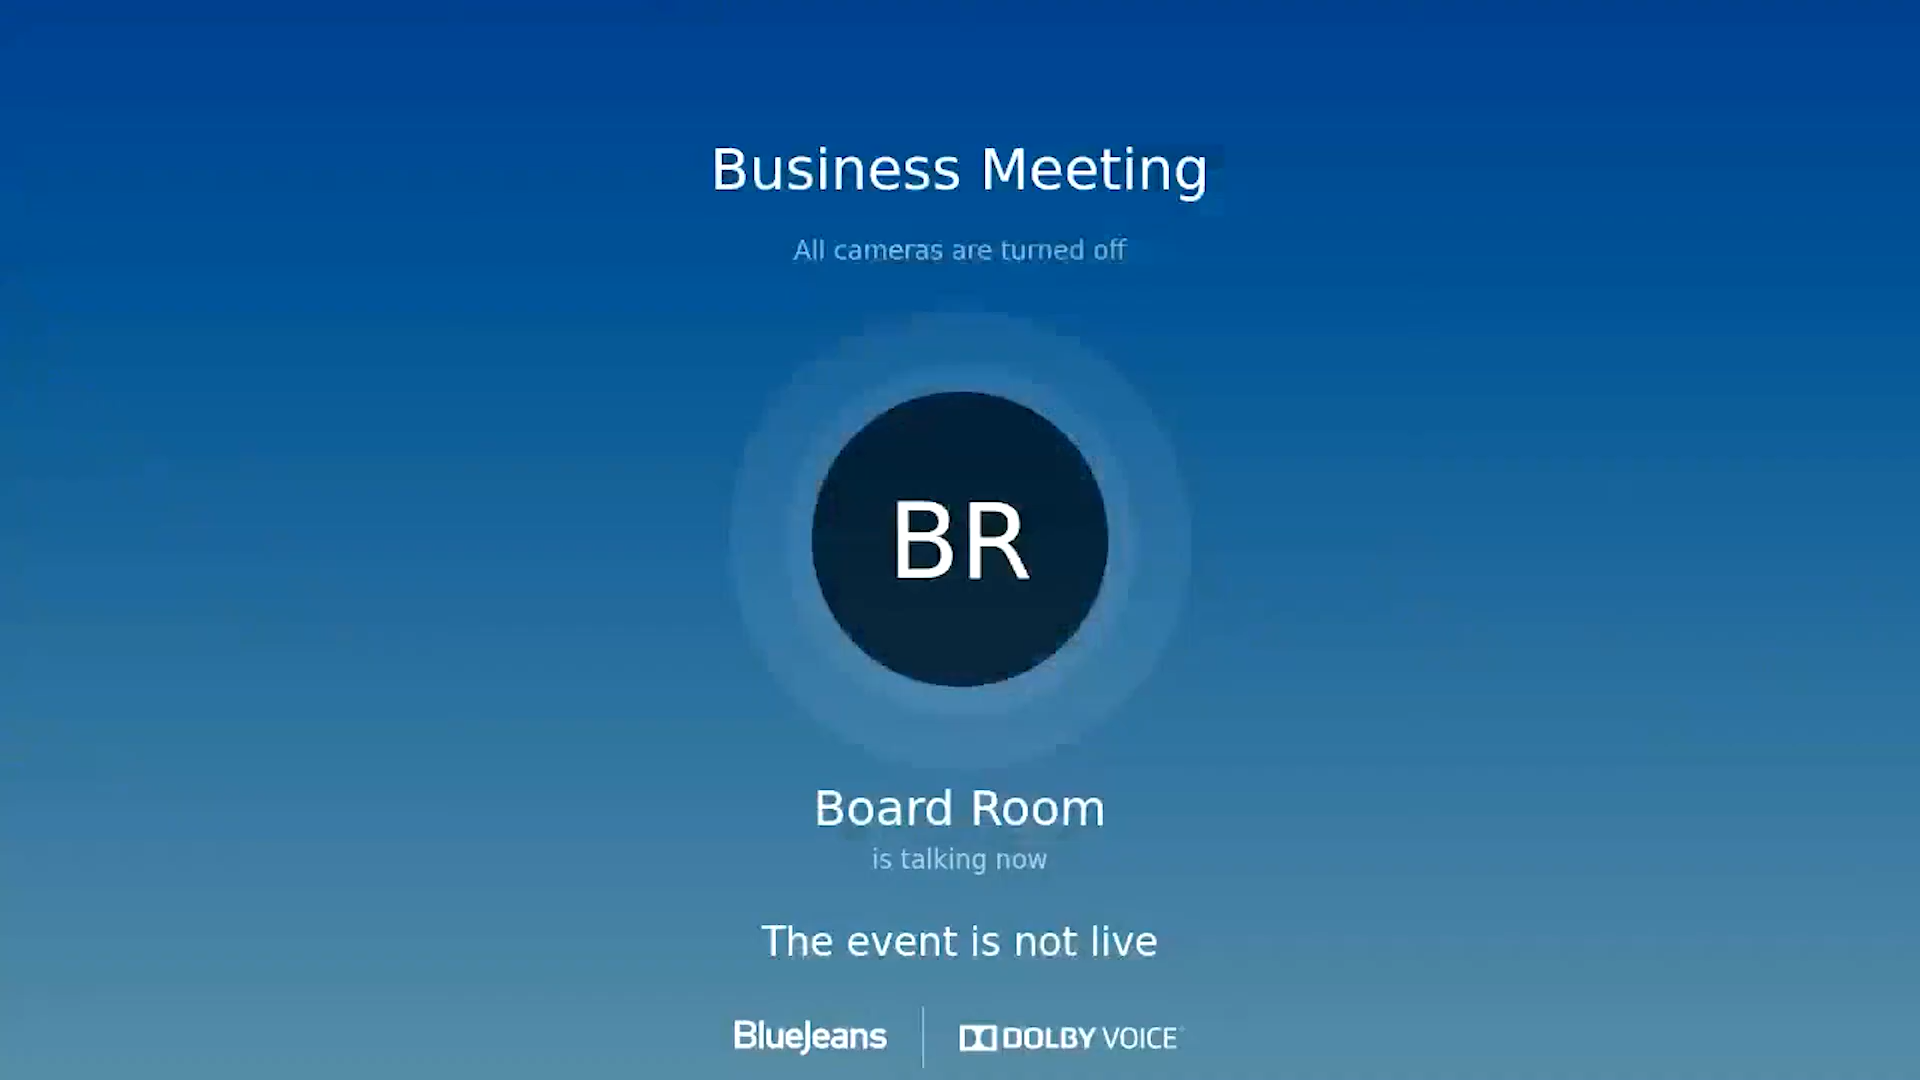 Business Meeting
All cameras are turned off
BR
Board Room
is talking now
The event is not live
BlueJeans
DOLBY VOICE